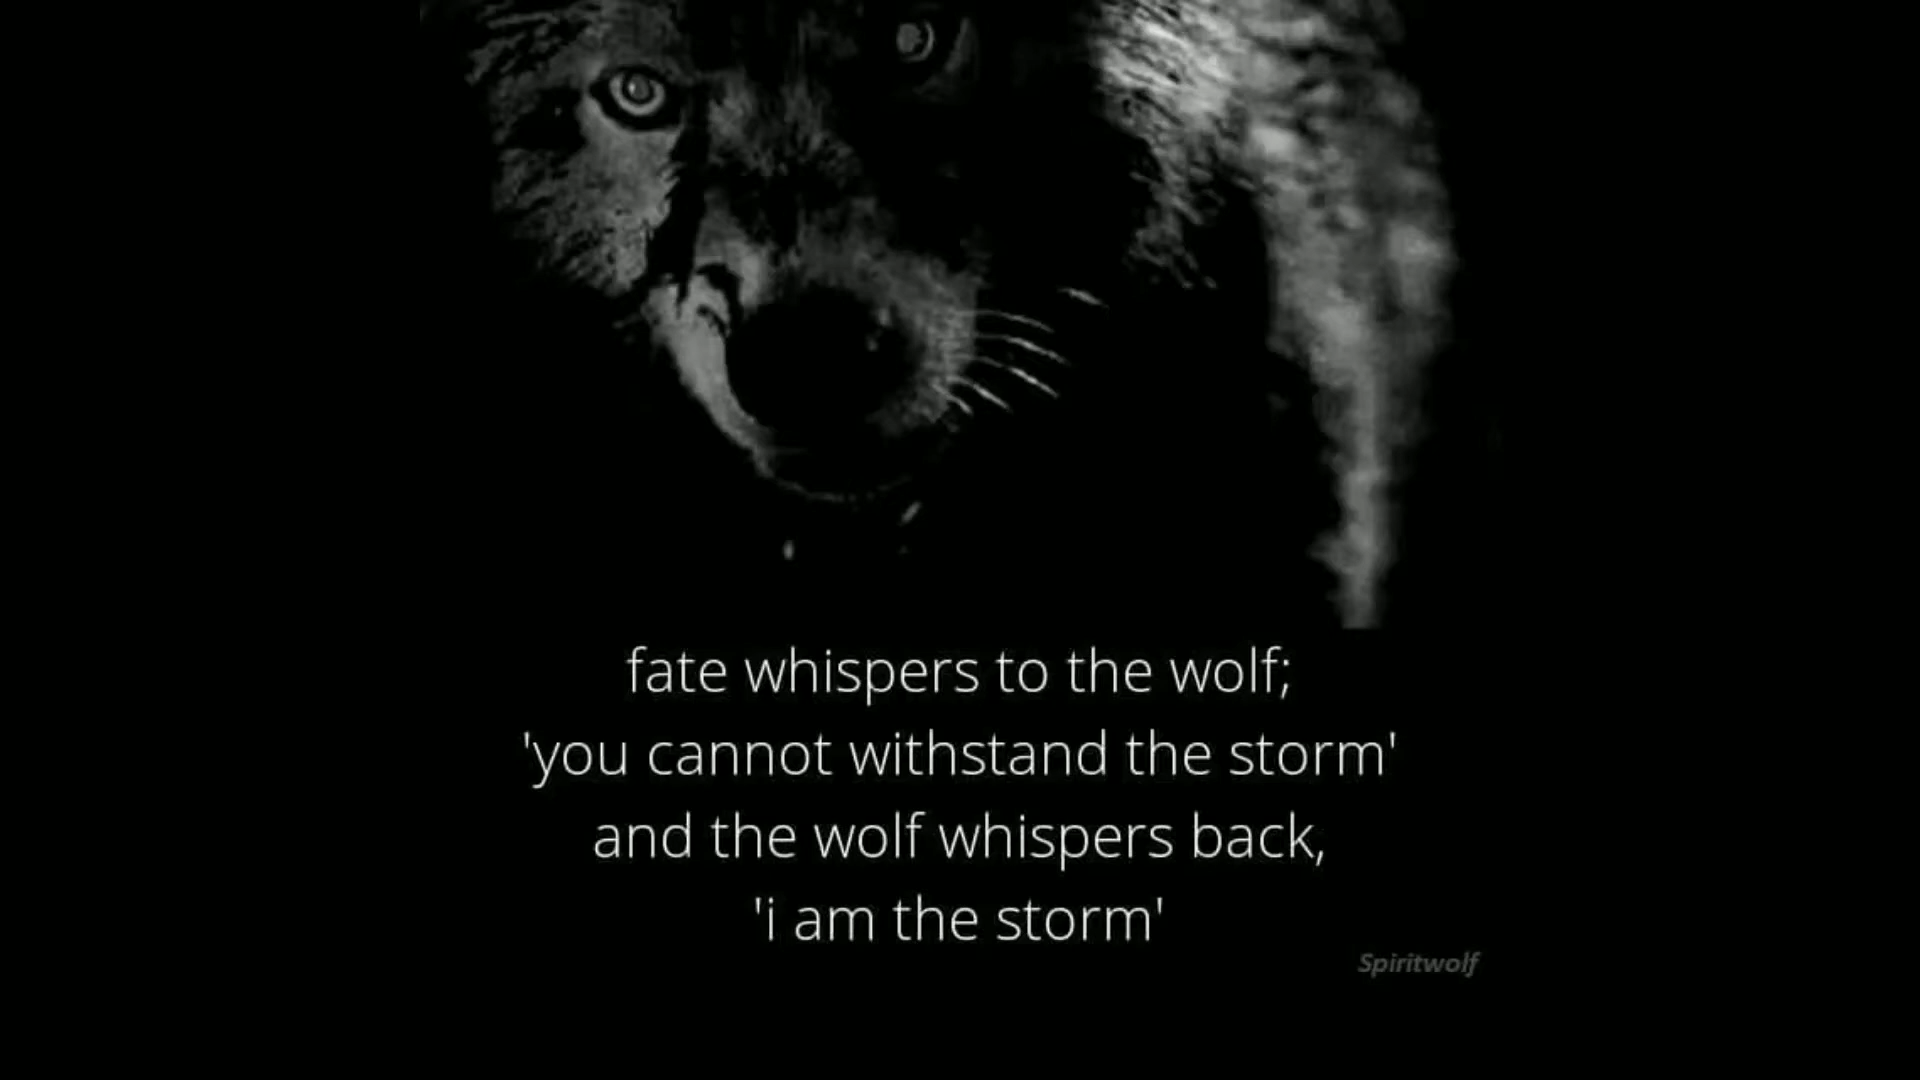 fate whispers to the wolf;
'you cannot withstand the storm'
and the wolf whispers back,
'i am the storm'
Spiritwolf